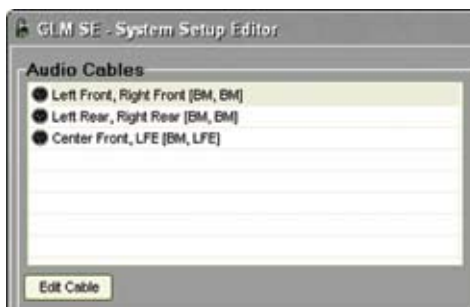 GLM SE - System Setup Editor
Audio Cables
Left Front, Right Front [BM, BM]
Left Rear, Right Rear [BM, BM]
Center Front, LFE [BM, LFE]
Edit Cable